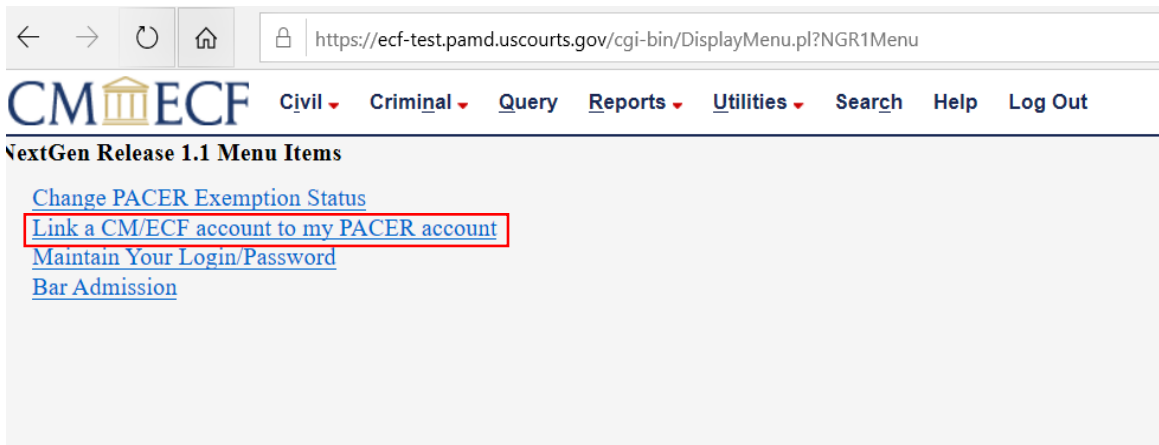 https://ecf-test.pamd.uscourts.gov/cgi-bin/DisplayMenu.pl?NGR1Menu
CM ECF Civil Criminal Query Reports Utilities Search Help Log Out
NextGen Release 1.1 Menu Items
Change PACER Exemption Status
Link a CM/ECF account to my PACER account
Maintain Your Login/Password
Bar Admission